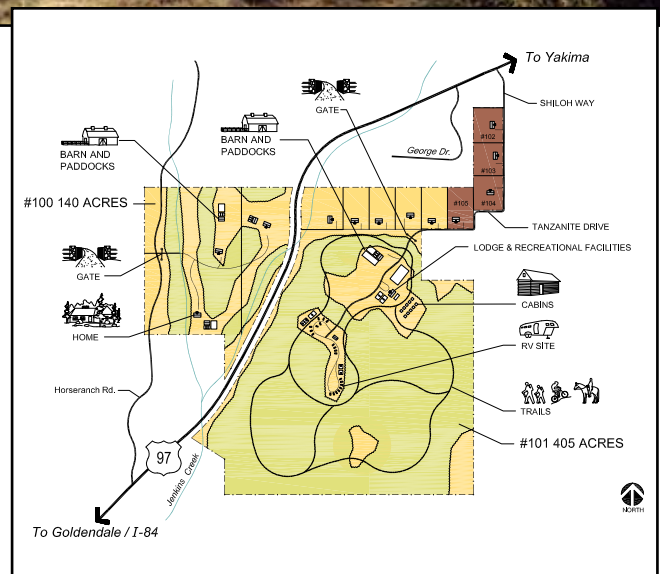 To Yakima
SHILOH WAY
GATE
BARN AND
PADDOCKS
BARN AND
PADDOCKS
George Dr.
#102
#103
#104
#105
#100 140 ACRES
TANZANITE DRIVE
LODGE & RECREATIONAL FACILITIES
GATE
CABINS
HOME
RV SITE
Horseranch Rd.
TRAILS
#101 405 ACRES
97
Jenkins Creek
NORTH
To Goldendale / I-84